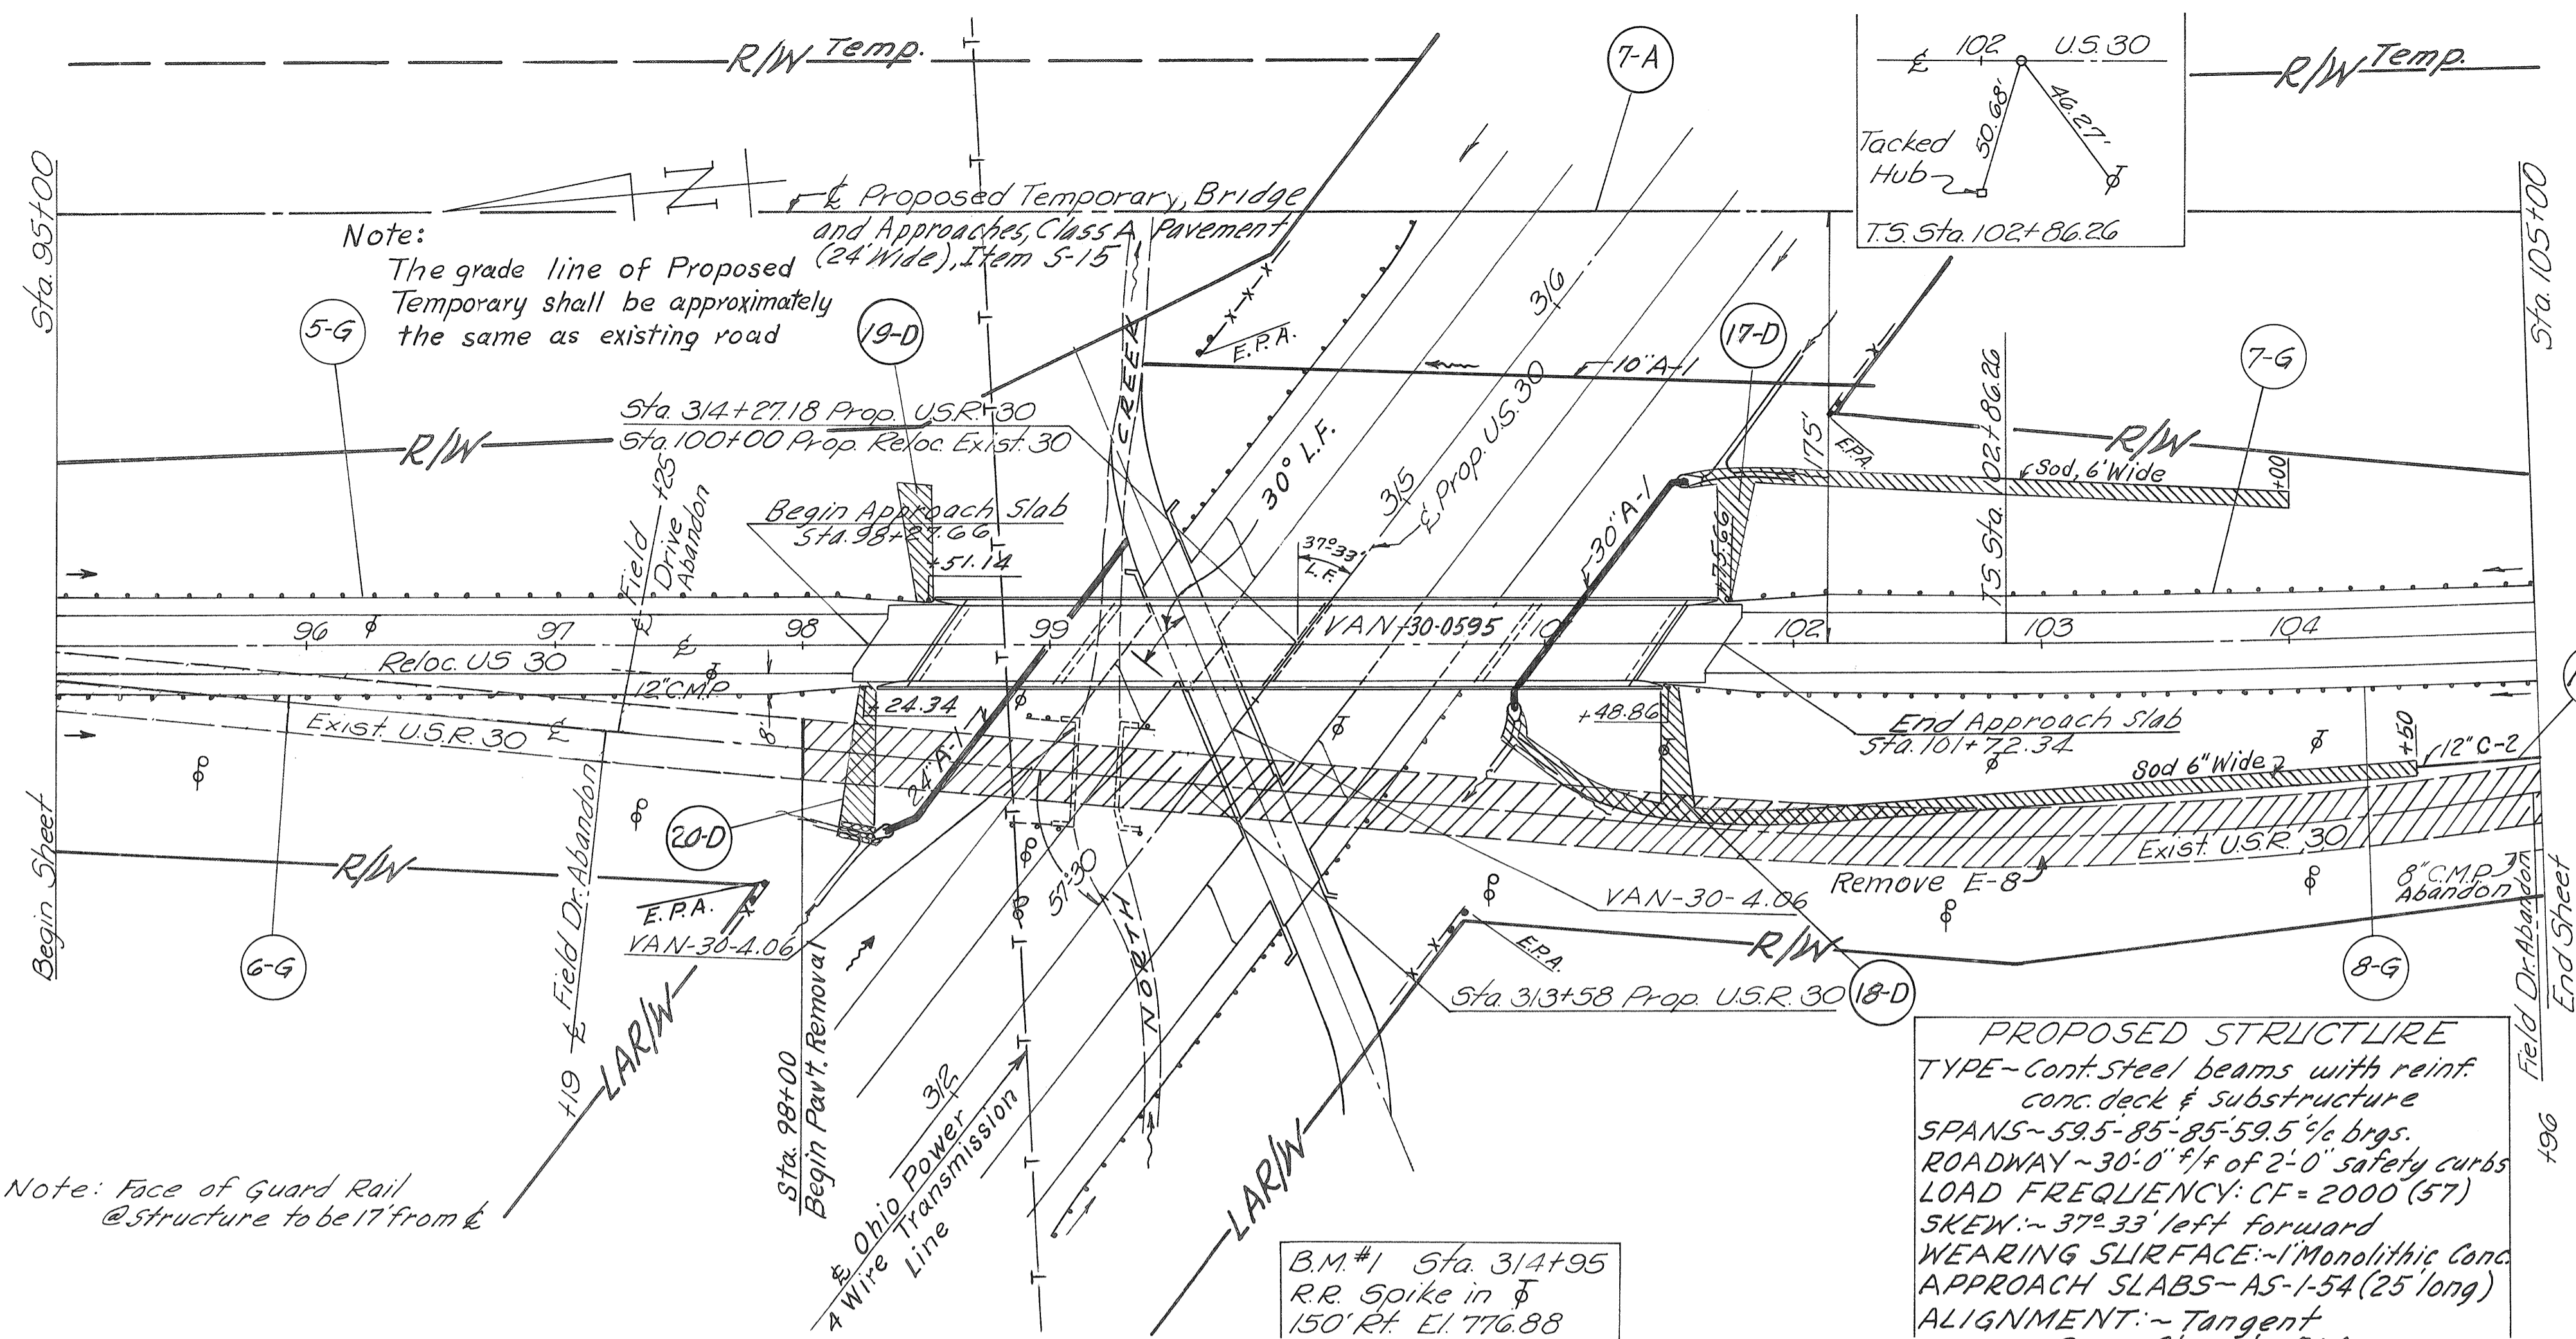 R/W Temp.
7-A
102 U.S. 30
50.68'
46.27'
Tacked
Hub
T.S. Sta. 102+86.26
R/W Temp.
Sta. 95+00
Sta. 105+00
N
℄ Proposed Temporary, Bridge
and Approaches, Class A Pavement
(24' Wide), Item S-15
Note:
The grade line of Proposed
Temporary shall be approximately
the same as existing road
5-G
19-D
17-D
7-G
E.P.A.
316
10" A-1
CREEK
Sta. 314+27.18 Prop. U.S.R. 30
Sta. 100+00 Prop. Reloc. Exist. 30
R/W
30° L.F.
315
℄ Prop. U.S. 30
175'
E.P.A.
T.S. Sta. 102+86.26
R/W
Sod, 6' Wide
+00
℄ Field +25
Drive
Abandon
Begin Approach Slab
Sta. 98+27.66
+51.14
37°33'
L.F.
30" A-1
+75.66
96
97
98
99
VAN-30-0595
102
103
104
Reloc. US 30
℄
12" C.M.P.
8'
Exist. U.S.R. 30 ℄
+24.34
24" A-1
+48.86
End Approach Slab
Sta. 101+72.34
Sod 6" Wide
+50
12" C-2
Begin Sheet
20-D
R/W
E.P.A.
VAN-30-4.06
57°30'
VAN-30-4.06
Remove E-8
Exist. U.S.R. 30
8" C.M.P.
Abandon
6-G
+19 ℄ Field Dr. Abandon
NORTH
E.P.A.
R/W
Sta. 313+58 Prop. U.S.R. 30
18-D
8-G
+96 Field Dr. Abandon
End Sheet
LA R/W
Sta. 98+00
Begin Pav't. Removal
312
℄ Ohio Power
4 Wire Transmission
Line
LA R/W
Note: Face of Guard Rail
@ structure to be 17' from ℄
B.M. #1 Sta. 314+95
R.R. Spike in
150' Rt. El. 776.88
PROPOSED STRUCTURE
TYPE~Cont. Steel beams with reinf.
conc. deck & substructure
SPANS~59.5'-85'-85'-59.5' c/c brgs.
ROADWAY~30'-0" f/f of 2'-0" safety curbs
LOAD FREQUENCY: CF = 2000 (57)
SKEW:~37°33' left forward
WEARING SURFACE:~1" Monolithic Conc.
APPROACH SLABS~AS-1-54 (25' long)
ALIGNMENT:~Tangent